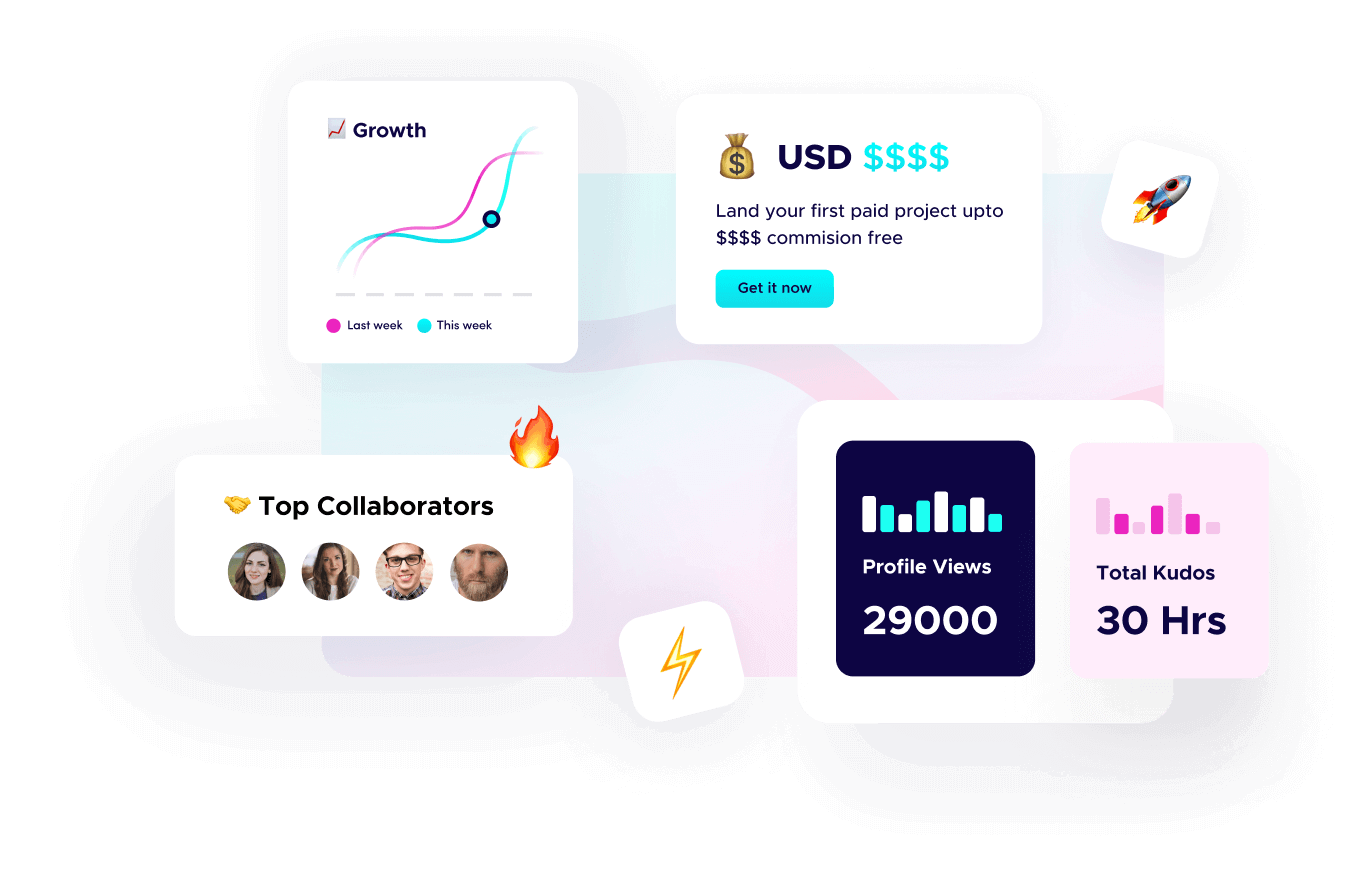 Growth
Last week
This week
USD $$$$
Land your first paid project upto
$$$$ commision free
Get it now
Top Collaborators
Profile Views
29000
Total Kudos
30 Hrs